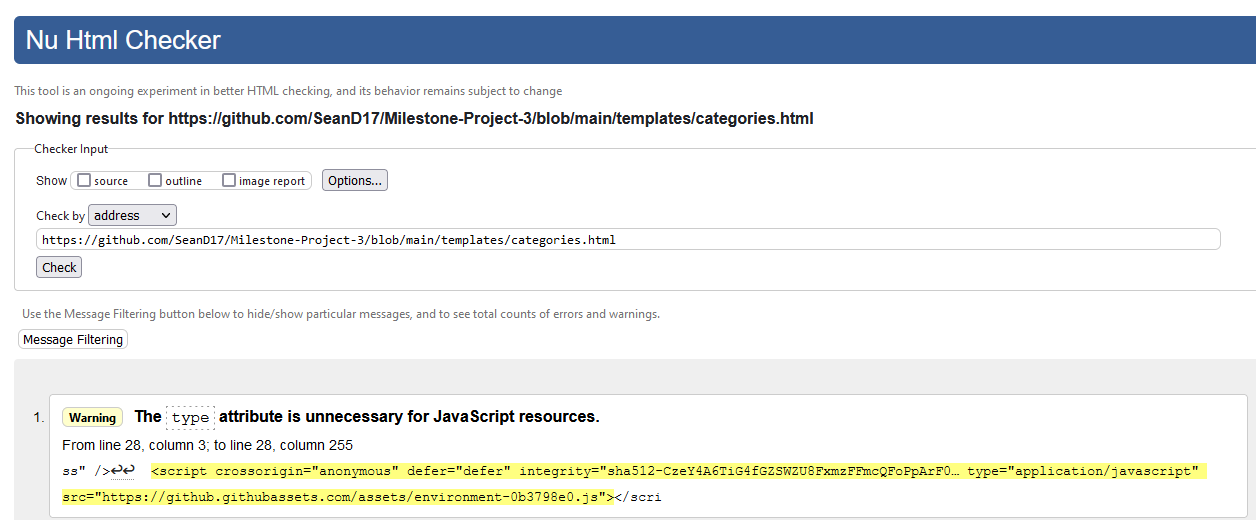 Nu Html Checker
This tool is an ongoing experiment in better HTML checking, and its behavior remains subject to change
Showing results for https://github.com/SeanD17/Milestone-Project-3/blob/main/templates/categories.html
Checker Input
Show source outline image report Options...
Check by address
https://github.com/SeanD17/Milestone-Project-3/blob/main/templates/categories.html
Check
Use the Message Filtering button below to hide/show particular messages, and to see total counts of errors and warnings.
Message Filtering
1. Warning The type attribute is unnecessary for JavaScript resources.
From line 28, column 3; to line 28, column 255
ss" />↩↩ <script crossorigin="anonymous" defer="defer" integrity="sha512-CzeY4A6TiG4fGZSWZU8FxmzFFmcQFoPpArF0… type="application/javascript"
src="https://github.githubassets.com/assets/environment-0b3798e0.js"></scri